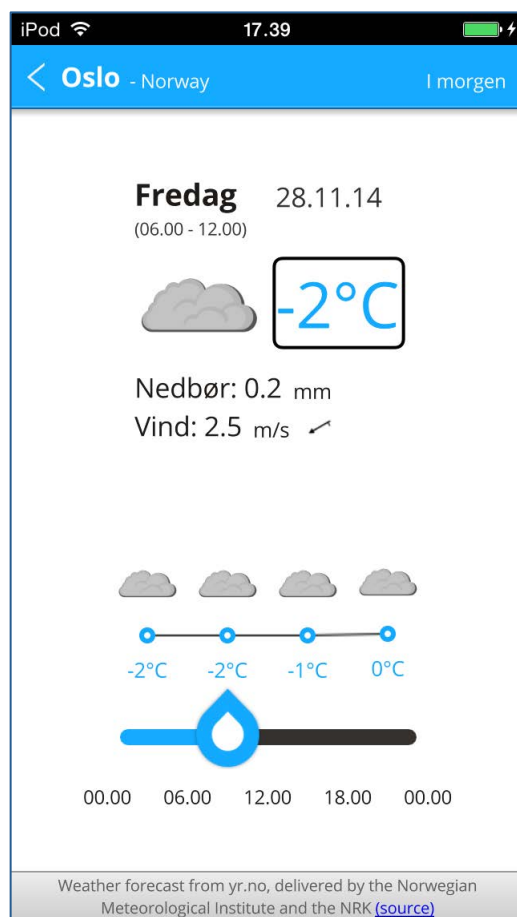 iPod 17.39
Oslo - Norway I morgen
Fredag 28.11.14
(06.00 - 12.00)
-2°C
Nedbør: 0.2 mm
Vind: 2.5 m/s
-2°C -2°C -1°C 0°C
00.00 06.00 12.00 18.00 00.00
Weather forecast from yr.no, delivered by the Norwegian
Meteorological Institute and the NRK (source)